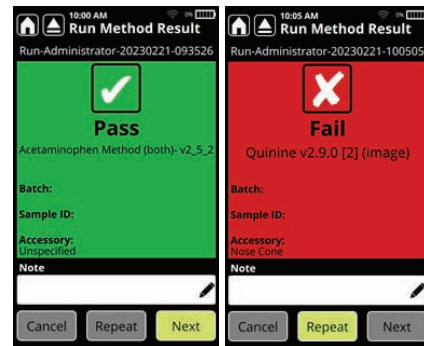 10:00 AM
Run Method Result
Run-Administrator-20230221-093526
Pass
Acetaminophen Method (both)- v2_5_2
Batch:
Sample ID:
Accessory:
Unspecified
Note
Cancel
Repeat
Next
10:05 AM
Run Method Result
Run-Administrator-20230221-100505
Fail
Quinine v2.9.0 [2] (image)
Batch:
Sample ID:
Accessory:
Nose Cone
Note
Cancel
Repeat
Next